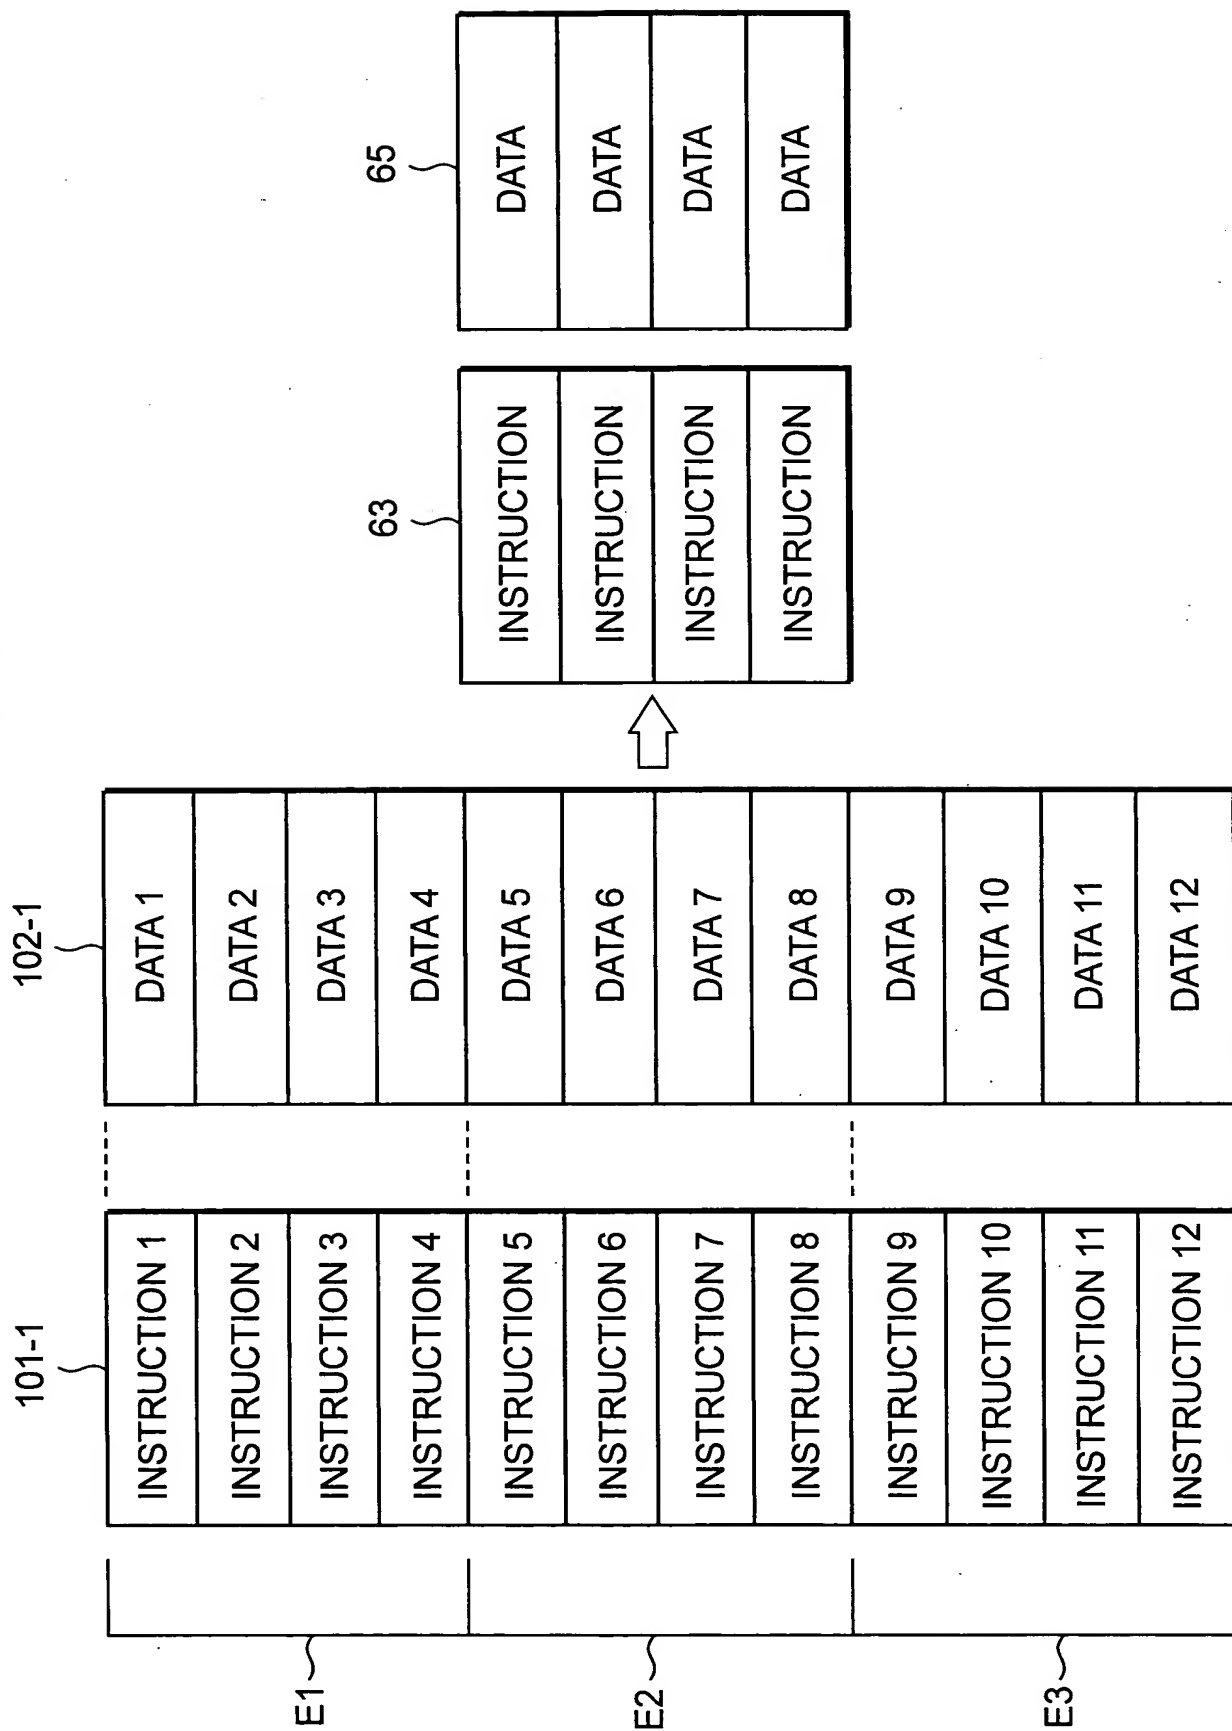 101-1
INSTRUCTION 1
INSTRUCTION 2
INSTRUCTION 3
INSTRUCTION 4
INSTRUCTION 5
INSTRUCTION 6
INSTRUCTION 7
INSTRUCTION 8
INSTRUCTION 9
INSTRUCTION 10
INSTRUCTION 11
INSTRUCTION 12
E1
E2
E3
102-1
DATA 1
DATA 2
DATA 3
DATA 4
DATA 5
DATA 6
DATA 7
DATA 8
DATA 9
DATA 10
DATA 11
DATA 12
63
INSTRUCTION
INSTRUCTION
INSTRUCTION
INSTRUCTION
65
DATA
DATA
DATA
DATA